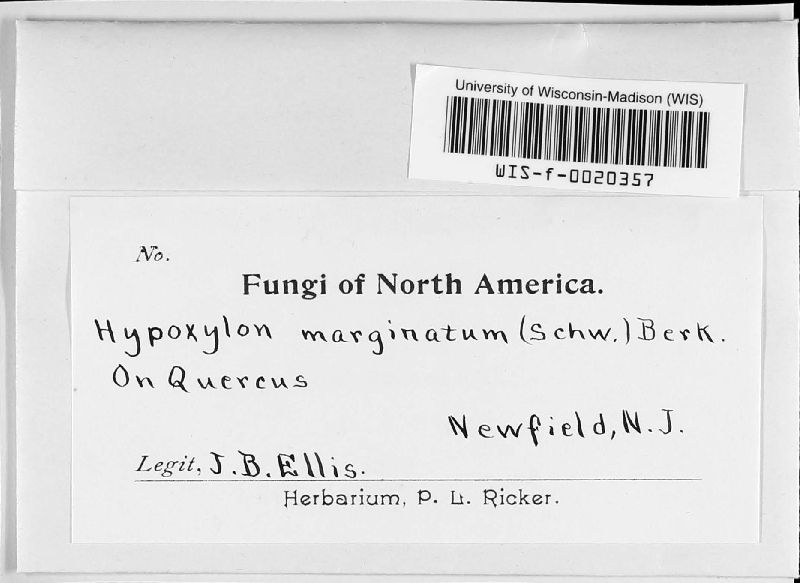 University of Wisconsin-Madison (WIS)
WIS-f-0020357
No.
Fungi of North America.
Hypoxylon marginatum (Schw.) Berk.
On Quercus
Newfield, N.J.
Legit, J.B. Ellis.
Herbarium, P. L. Ricker.